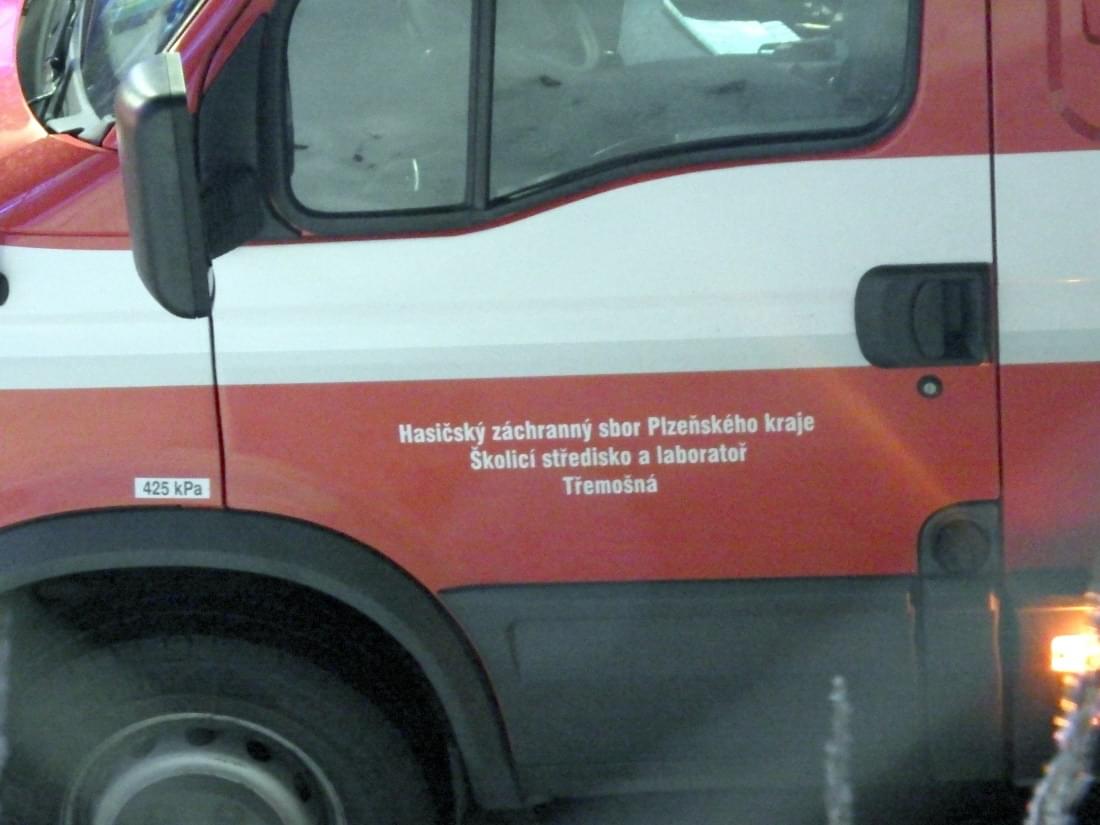 Hasičský záchranný sbor Plzeňského kraje
Školicí středisko a laboratoř
Třemošná
425 kPa